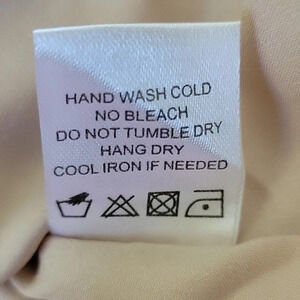 HAND WASH COLD
NO BLEACH
DO NOT TUMBLE DRY
HANG DRY
COOL IRON IF NEEDED